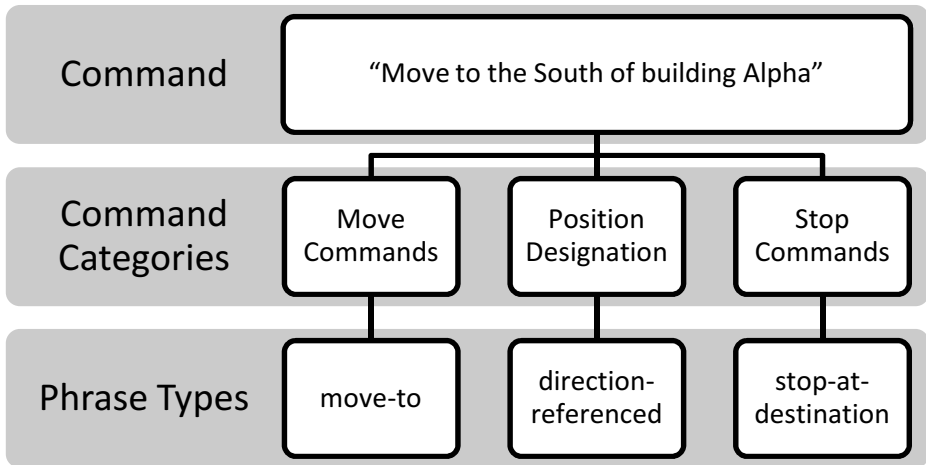 Command
“Move to the South of building Alpha”
Command
Categories
Move
Commands
Position
Designation
Stop
Commands
Phrase Types
move-to
direction-
referenced
stop-at-
destination